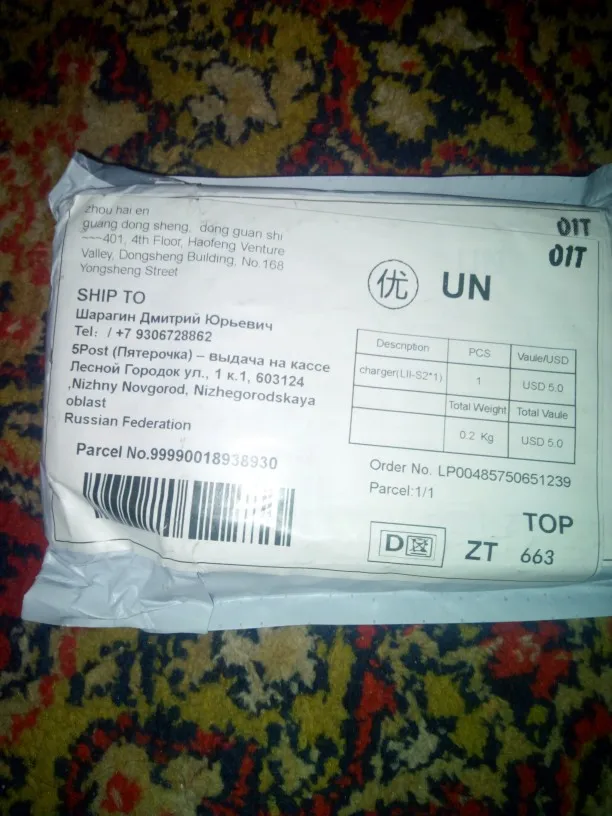 zhou hai en
guang dong sheng, dong guan shi
~~~401, 4th Floor, Haofeng Venture
Valley, Dongsheng Building, No.168
Yongsheng Street
01T
01T
优 UN
SHIP TO
Шарагин Дмитрий Юрьевич
Tel: / +7 9306728862
5Post (Пятерочка) – выдача на кассе
Лесной Городок ул., 1 к.1, 603124
,Nizhny Novgorod, Nizhegorodskaya
oblast
Russian Federation
Description PCS Vaule/USD
charger(LII-S2*1) 1 USD 5.0
Total Weight Total Vaule
0.2 Kg USD 5.0
Parcel No.99990018938930
Order No. LP00485750651239
Parcel:1/1
TOP
D ZT 663